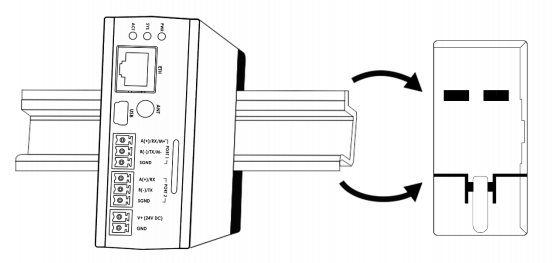 ACT SYS PWR
ETH
USB
ANT
A(+)/RX/W+
B(-)/TX/W-
SGND
PORT 1
A(+)/RX
B(-)/TX
SGND
PORT 2
V+ (24V DC)
GND